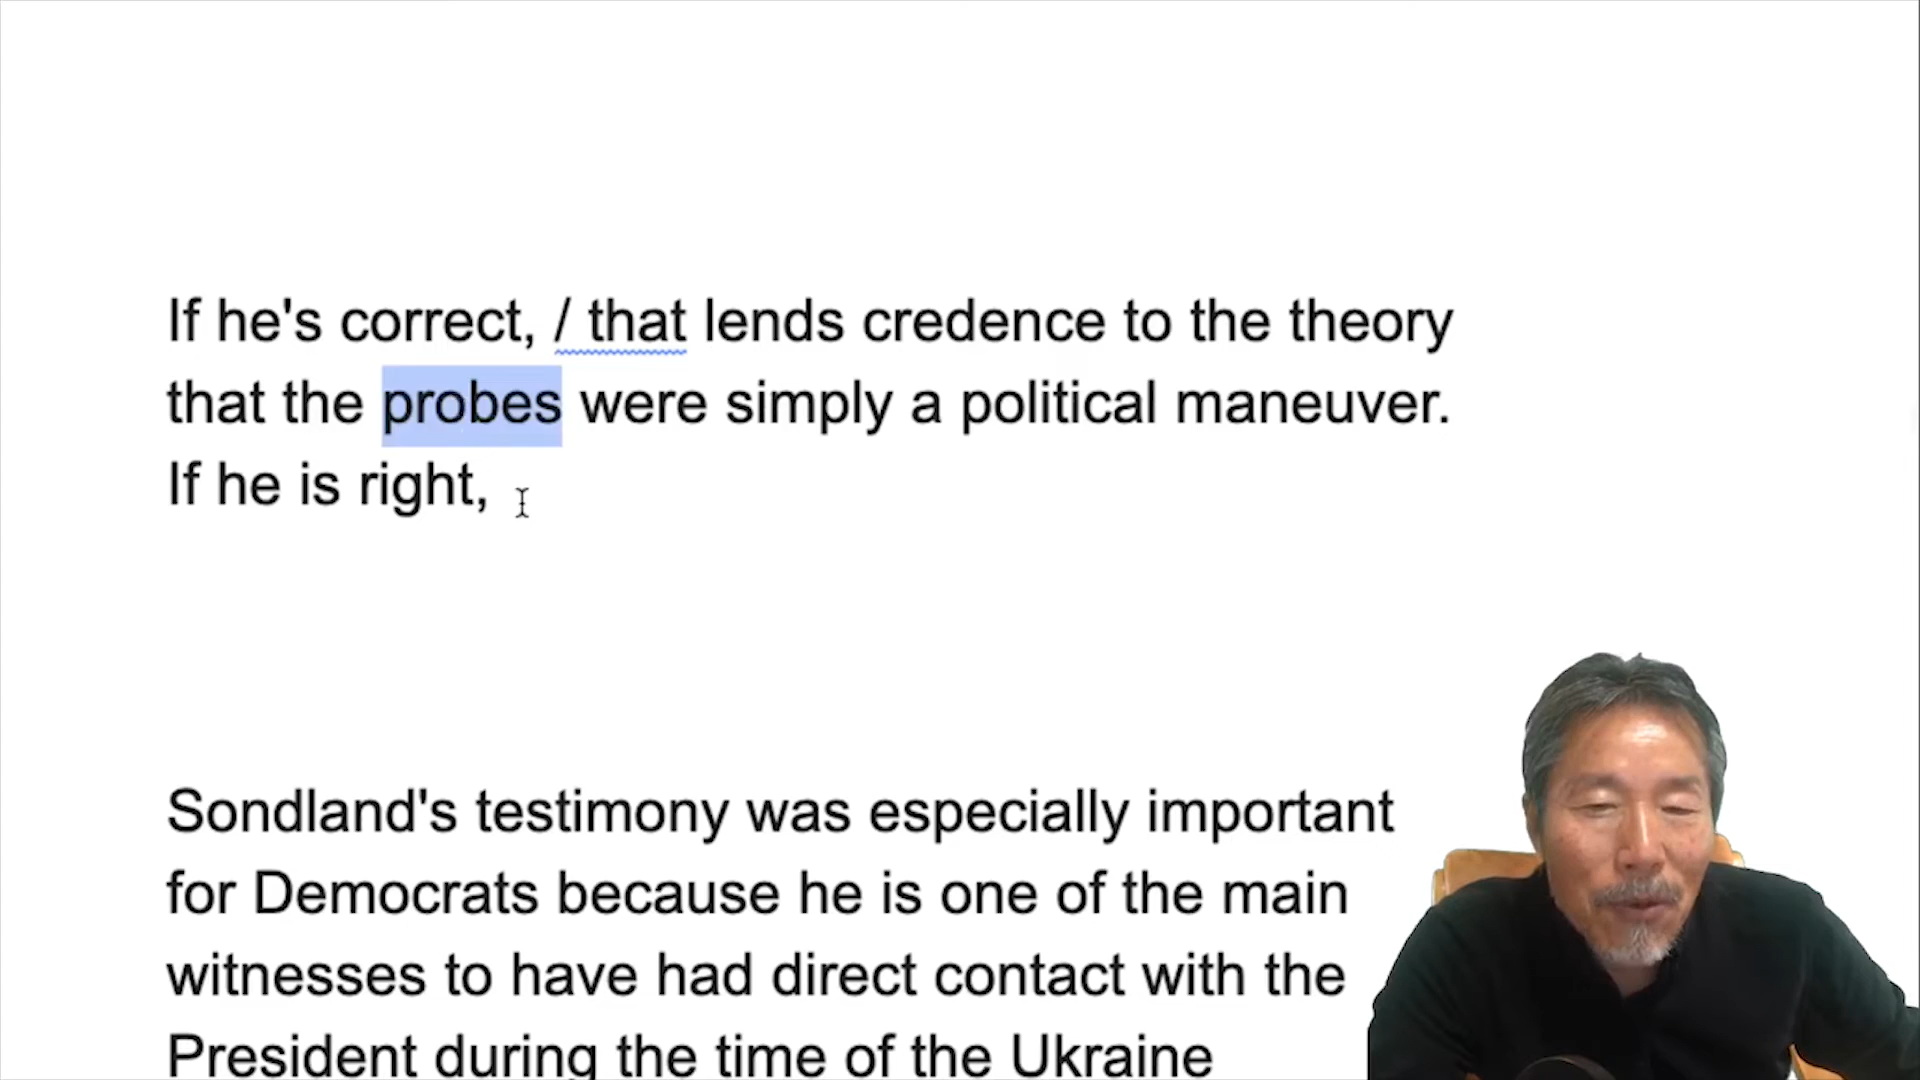 If he's correct, / that lends credence to the theory
that the probes were simply a political maneuver.
If he is right,
Sondland's testimony was especially important
for Democrats because he is one of the main
witnesses to have had direct contact with the
President during the time of the Ukraine